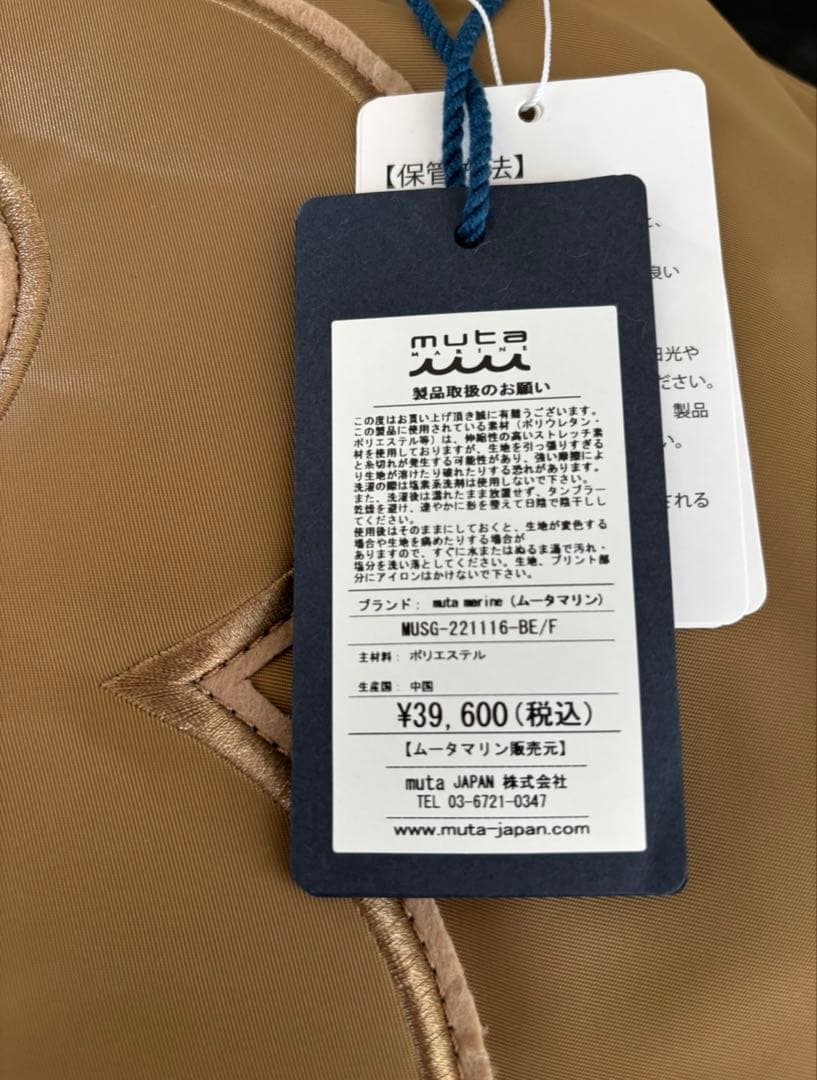 【保管 法】
良い
日光や
ださい。
製品
い。
される
muta
MARINE
製品取扱のお願い
この度はお買い上げ頂き誠に有難うございます。
この製品に使用されている素材（ポリウレタン・
ポリエステル等）は、伸縮性の高いストレッチ素
材を使用しておりますが、生地を引っ張りすぎる
と糸切れが発生する可能性があり、強い摩擦によ
り生地が溶けたり破れたりする恐れがあります。
洗濯の際は塩素系洗剤は使用しないで下さい。
また、洗濯後は濡れたまま放置せず、タンブラー
乾燥を避け、速やかに形を整えて日陰で陰干しし
てください。
使用後はそのままにしておくと、生地が変色する
場合や生地を痛めたりする場合が
ありますので、すぐに水またはぬるま湯で汚れ・
塩分を洗い落としてください。生地、プリント部
分にアイロンはかけないで下さい。
ブランド： muta marine（ムータマリン）
MUSG-221116-BE/F
主材料： ポリエステル
生産国： 中国
¥39,600(税込)
【ムータマリン販売元】
muta JAPAN 株式会社
TEL 03-6721-0347
www.muta-japan.com